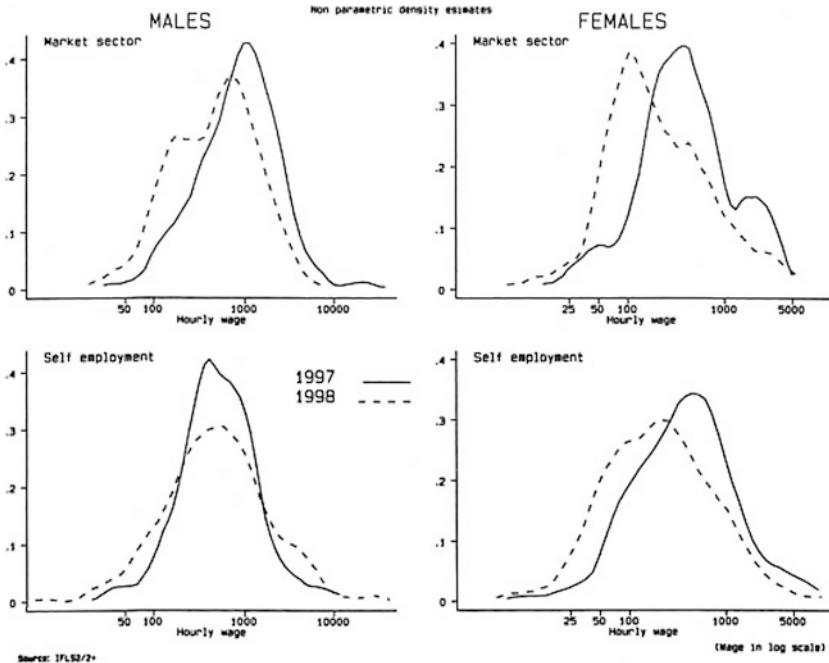 Non parametric density esimates
MALES
FEMALES
Market sector
Market sector
.4
.3
.2
.1
0
50 100 1000 10000
Hourly wage
.4
.3
.2
.1
0
25 50 100 1000 5000
Hourly wage
Self employment
Self employment
1997
1998
.4
.3
.2
.1
0
50 100 1000 10000
Hourly wage
.4
.3
.2
.1
0
25 50 100 1000 5000
Hourly wage
Source: IFLS2/2+
(Wage in log scale)